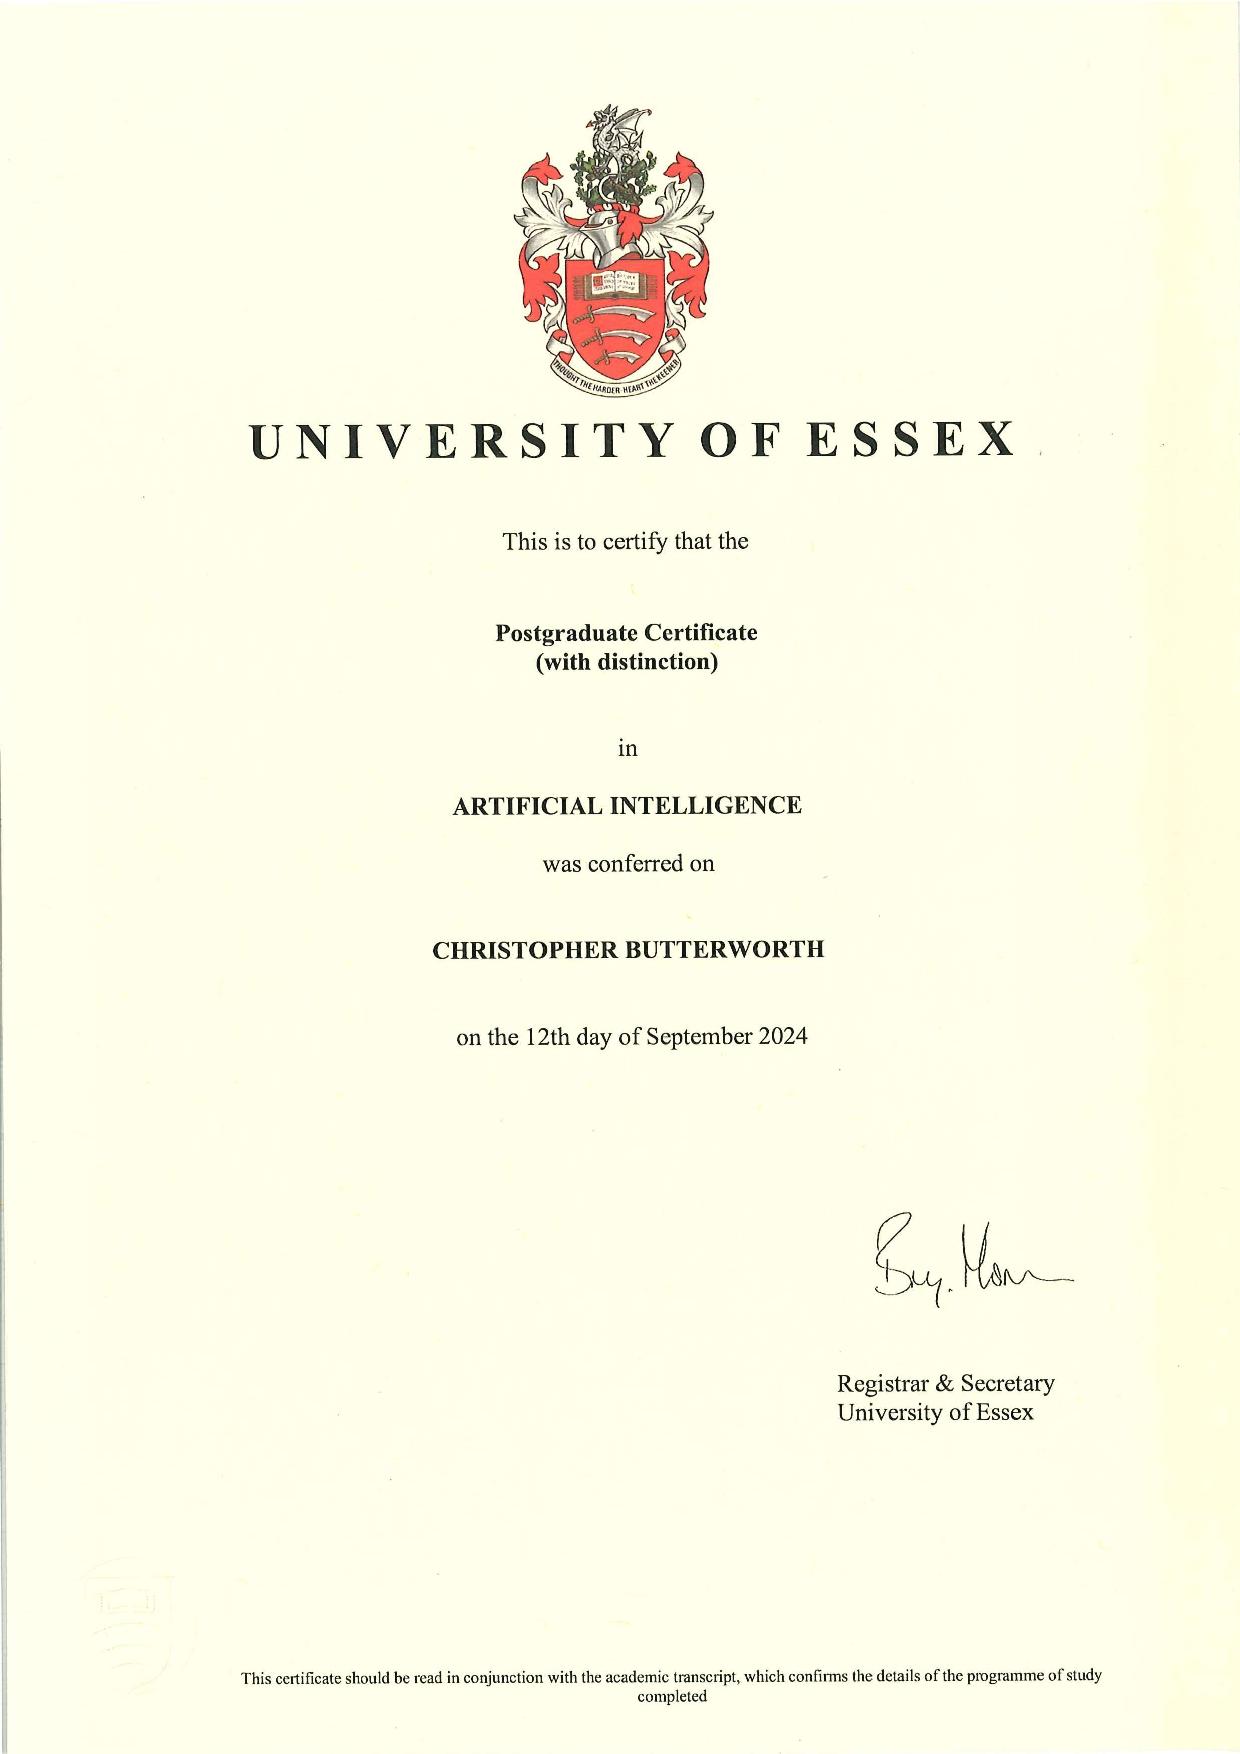 THOUGHT THE HARDER HEART THE KEENER
UNIVERSITY OF ESSEX
This is to certify that the
Postgraduate Certificate
(with distinction)
in
ARTIFICIAL INTELLIGENCE
was conferred on
CHRISTOPHER BUTTERWORTH
on the 12th day of September 2024
Registrar & Secretary
University of Essex
This certificate should be read in conjunction with the academic transcript, which confirms the details of the programme of study
completed